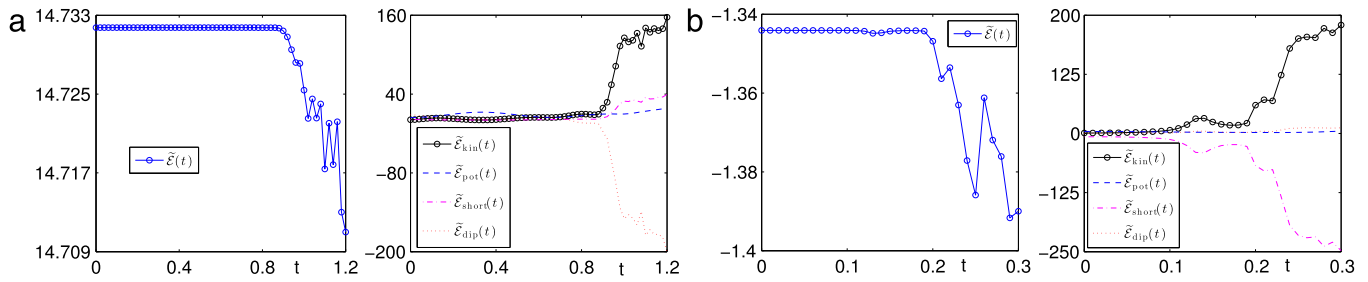 a
14.733
14.725
14.717
14.709
0
0.4
0.8
t
1.2
Ẽ(t)
160
40
−80
−200
0
0.4
0.8
t
1.2
Ẽkin(t)
Ẽpot(t)
Ẽshort(t)
Ẽdip(t)
b
−1.34
−1.36
−1.38
−1.4
0
0.1
0.2
t
0.3
Ẽ(t)
200
125
0
−125
−250
0
0.1
0.2
t
0.3
Ẽkin(t)
Ẽpot(t)
Ẽshort(t)
Ẽdip(t)